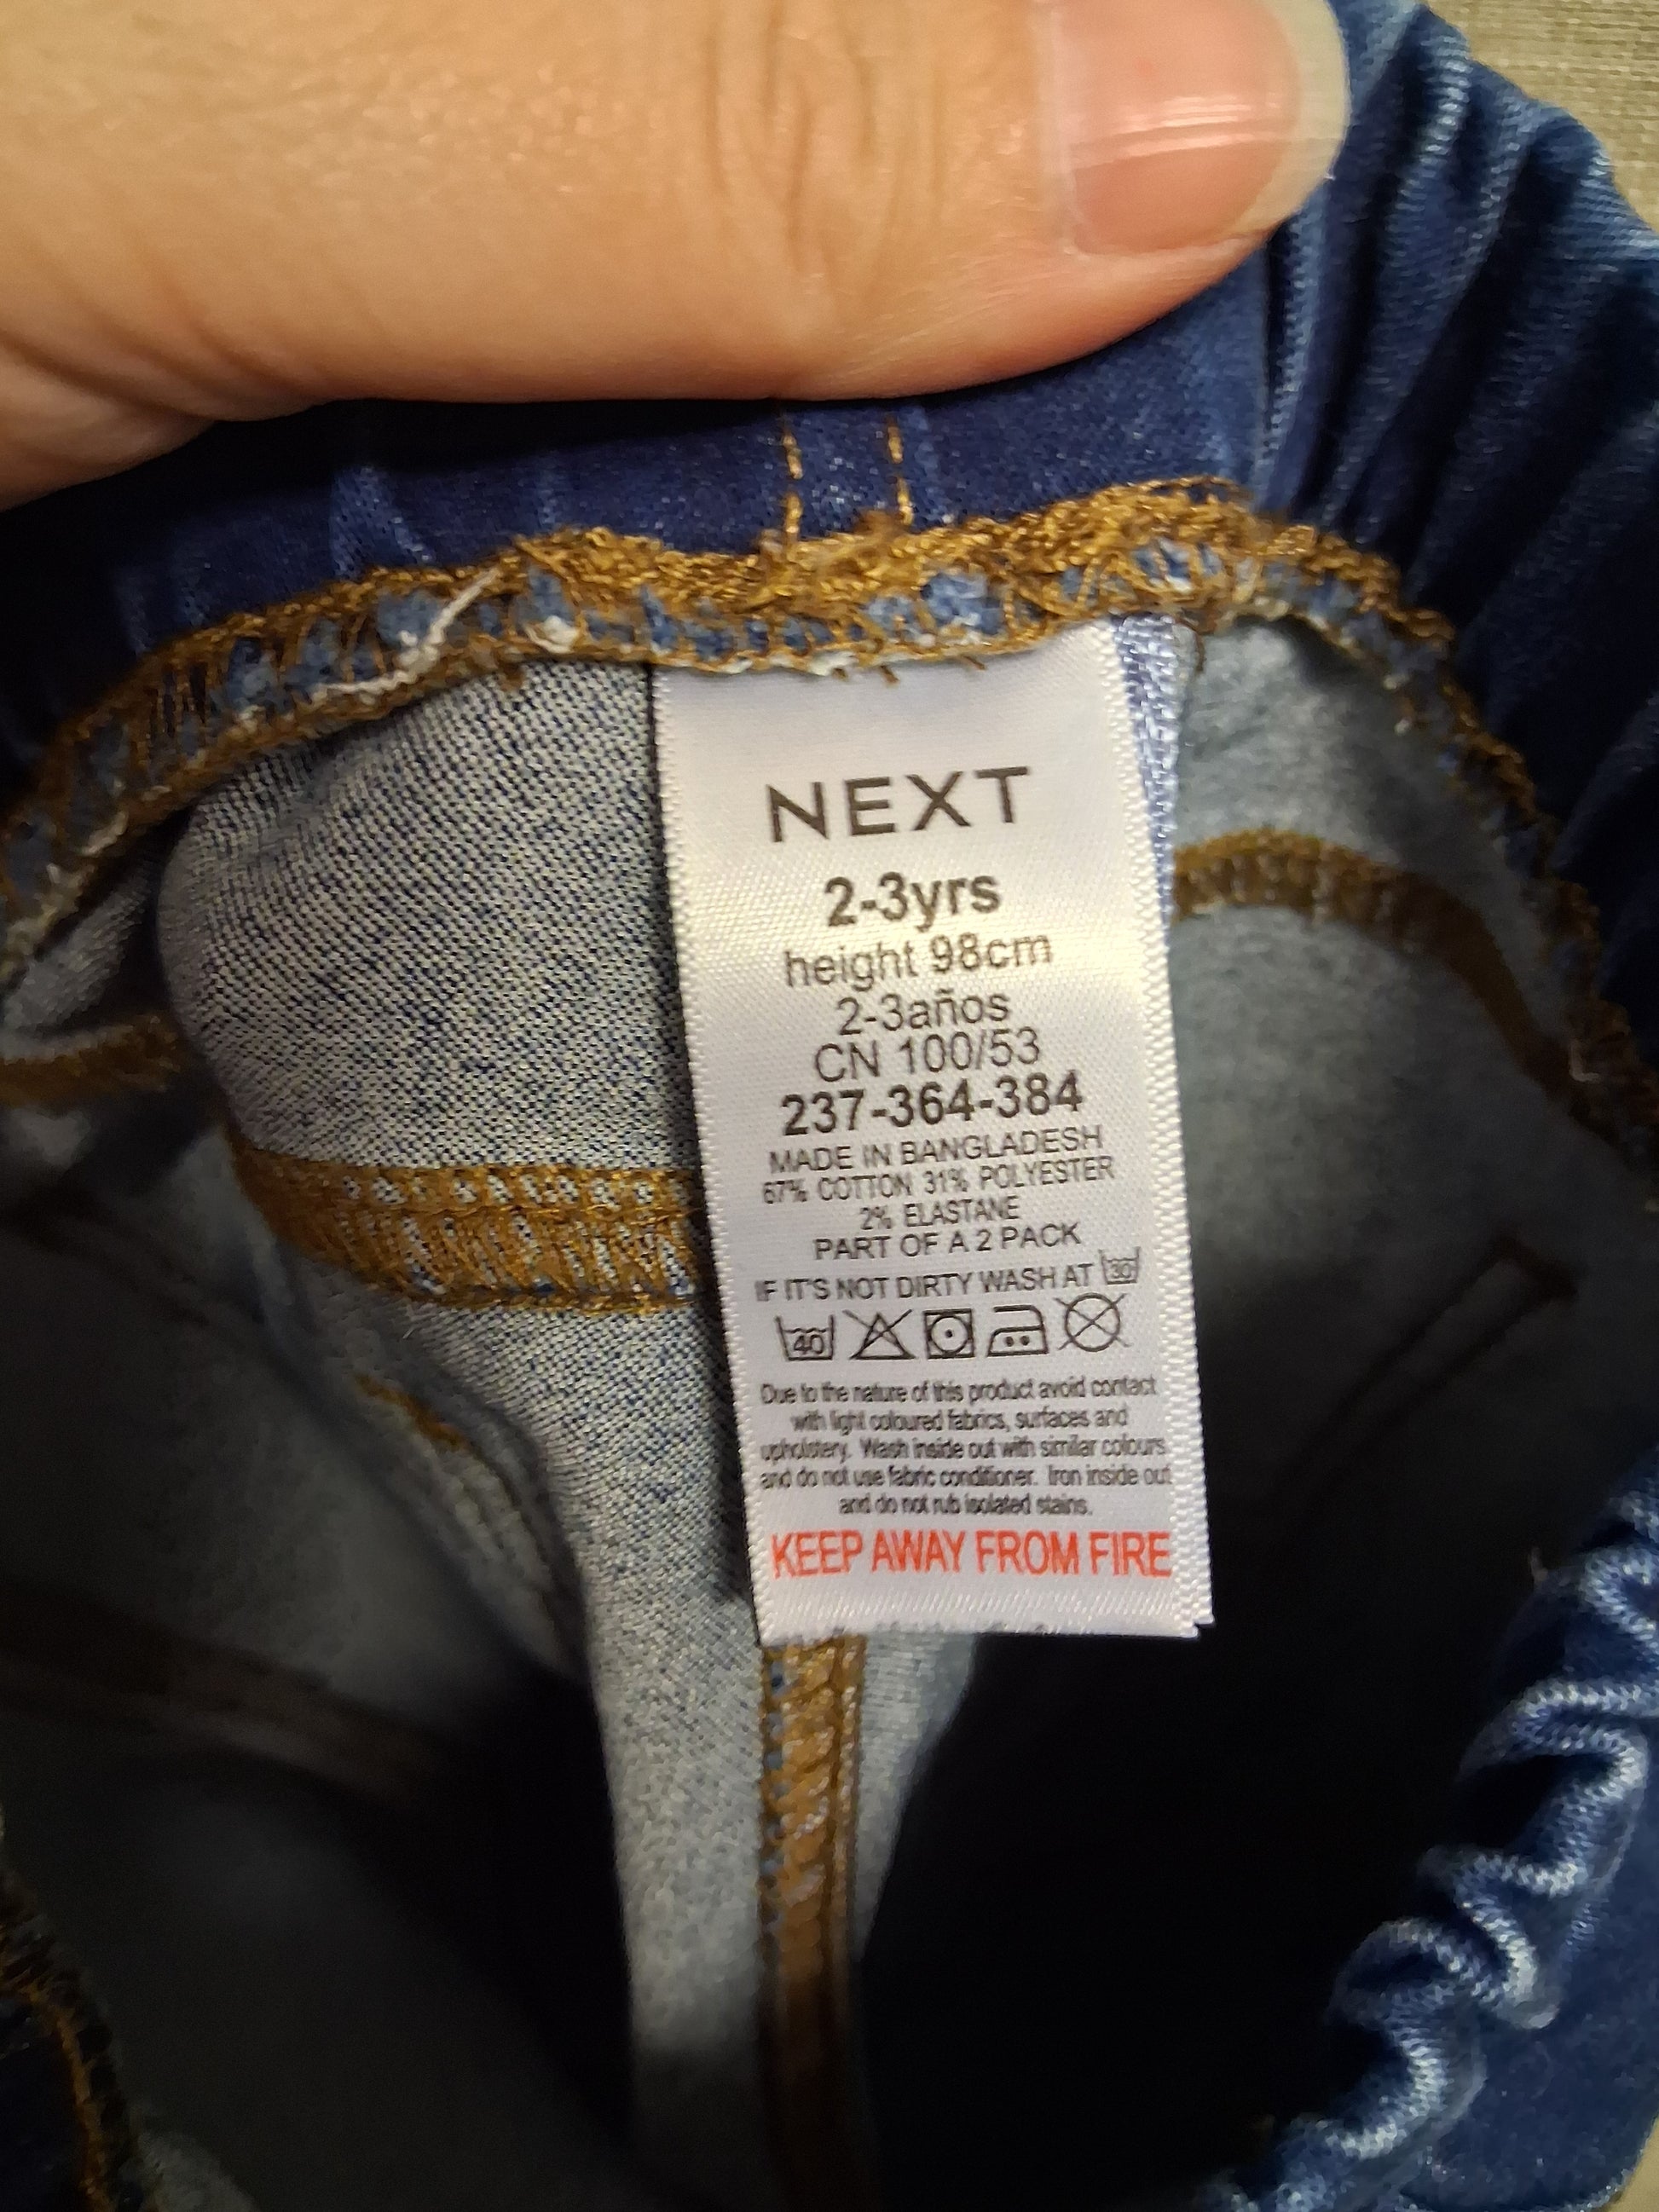 NEXT
2-3yrs
height 98cm
2-3años
CN 100/53
237-364-384
MADE IN BANGLADESH
67% COTTON 31% POLYESTER
2% ELASTANE
PART OF A 2 PACK
IF IT'S NOT DIRTY WASH AT 30
40
Due to the nature of this product avoid contact
with light coloured fabrics, surfaces and
upholstery. Wash inside out with similar colours
and do not use fabric conditioner. Iron inside out
and do not rub isolated stains.
KEEP AWAY FROM FIRE